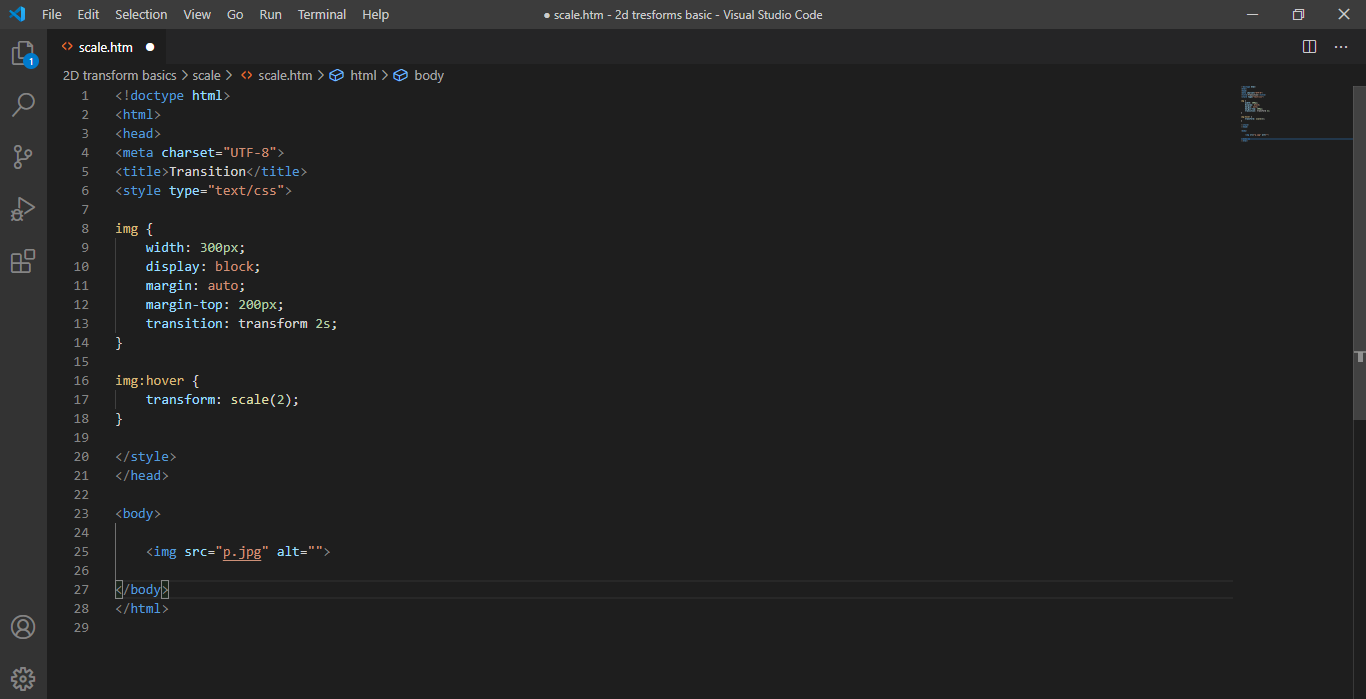 File Edit Selection View Go Run Terminal Help ● scale.htm - 2d tresforms basic - Visual Studio Code
1
<> scale.htm ●
2D transform basics > scale > <> scale.htm > html > body
1 <!doctype html>
2 <html>
3 <head>
4 <meta charset="UTF-8">
5 <title>Transition</title>
6 <style type="text/css">
7
8 img {
9     width: 300px;
10     display: block;
11     margin: auto;
12     margin-top: 200px;
13     transition: transform 2s;
14 }
15
16 img:hover {
17     transform: scale(2);
18 }
19
20 </style>
21 </head>
22
23 <body>
24
25     <img src="p.jpg" alt="">
26
27 </body>
28 </html>
29